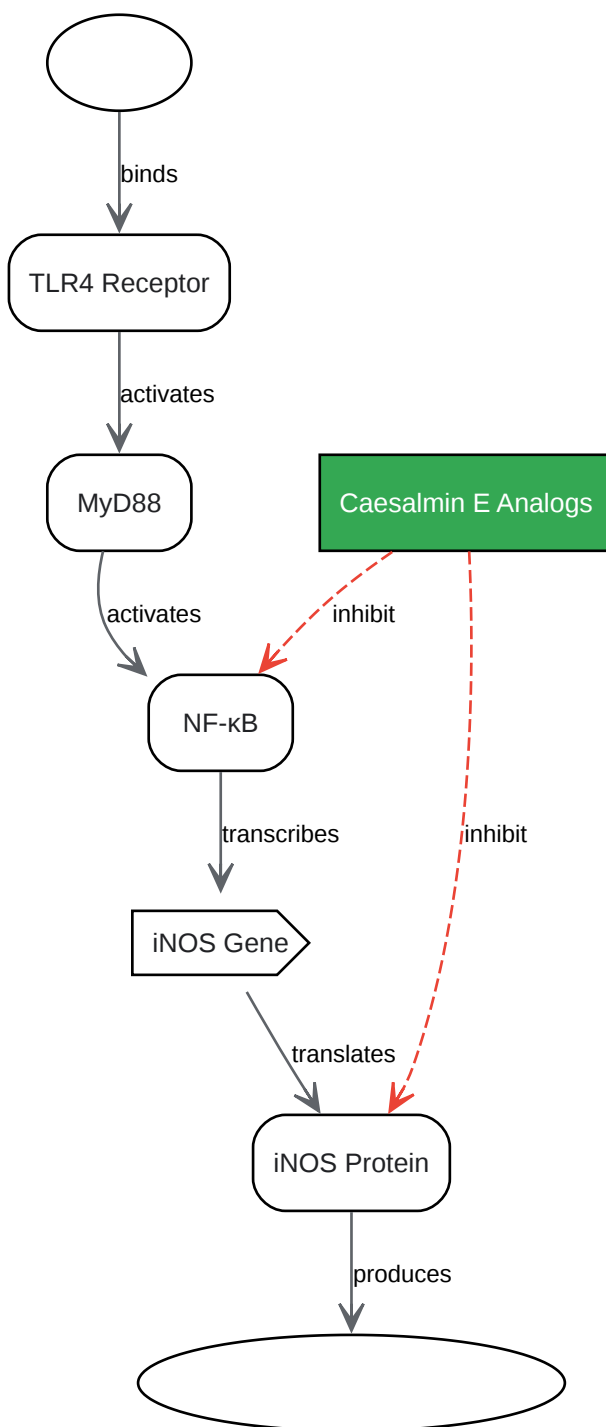 binds
TLR4 Receptor
activates
MyD88
Caesalmin E Analogs
activates
inhibit
NF-κB
transcribes
inhibit
iNOS Gene
translates
iNOS Protein
produces